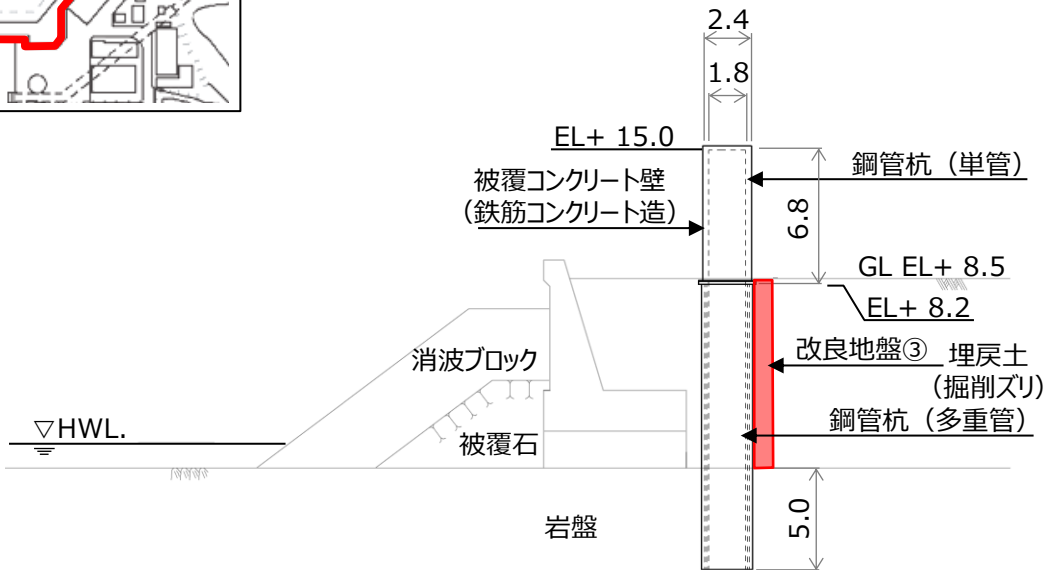 2.4
1.8
EL+ 15.0
鋼管杭（単管）
被覆コンクリート壁
（鉄筋コンクリート造）
6.8
GL EL+ 8.5
EL+ 8.2
改良地盤③
埋戻土
（掘削ズリ）
消波ブロック
鋼管杭（多重管）
▽HWL.
被覆石
5.0
岩盤